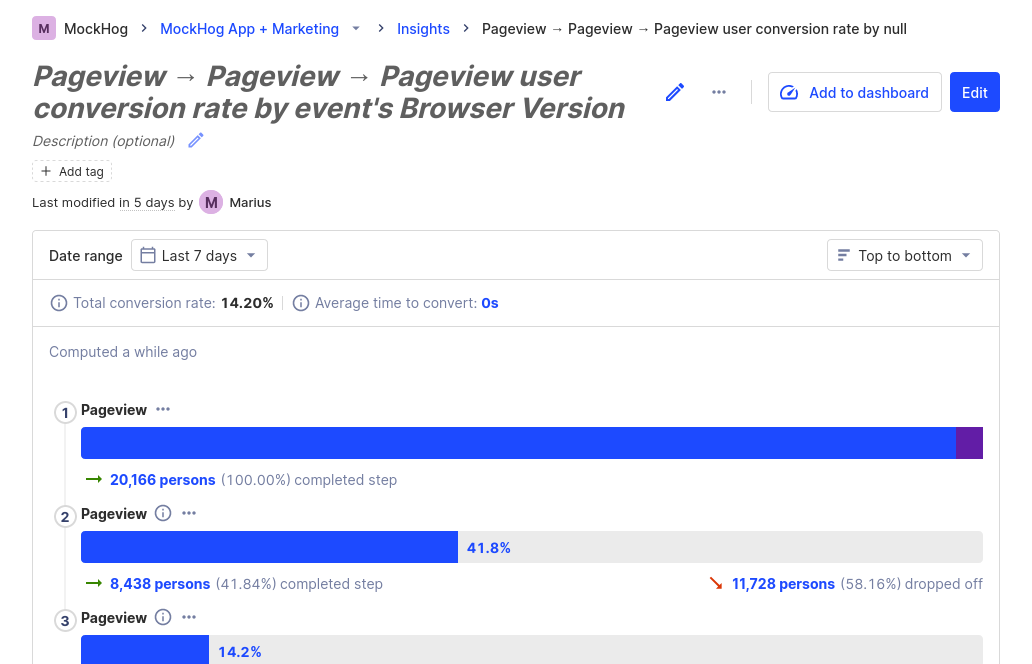 M MockHog > MockHog App + Marketing > Insights > Pageview → Pageview → Pageview user conversion rate by null
Pageview → Pageview → Pageview user
conversion rate by event's Browser Version
Add to dashboard
Edit
Description (optional)
+ Add tag
Last modified in 5 days by M Marius
Date range Last 7 days Top to bottom
Total conversion rate: 14.20% Average time to convert: 0s
Computed a while ago
1 Pageview
→ 20,166 persons (100.00%) completed step
2 Pageview
41.8%
→ 8,438 persons (41.84%) completed step ↘ 11,728 persons (58.16%) dropped off
3 Pageview
14.2%